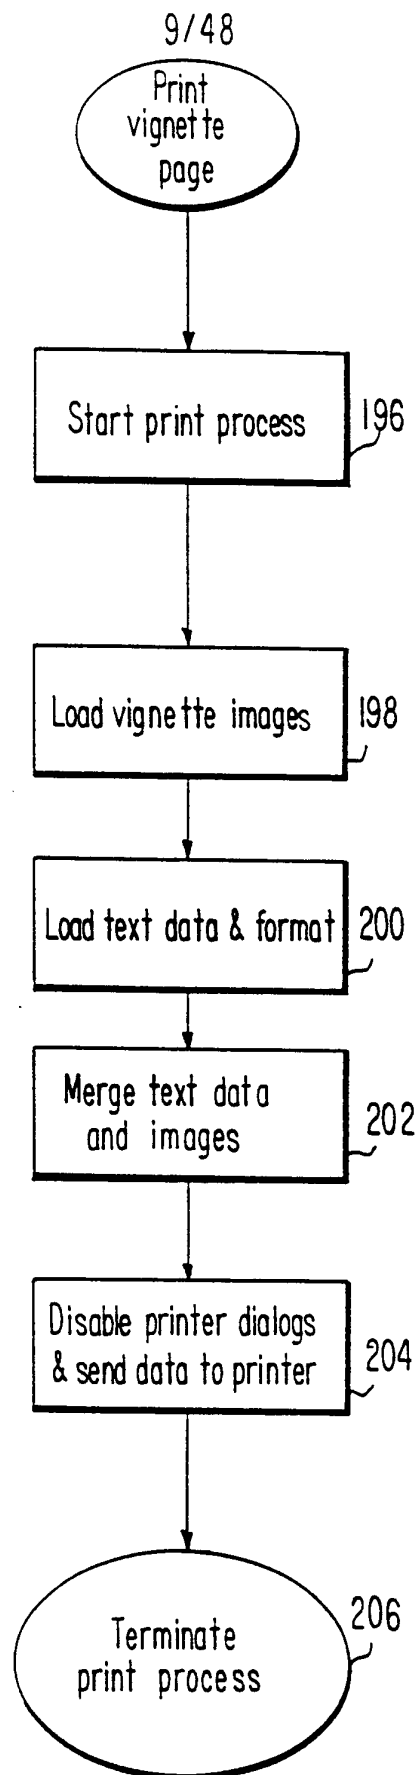 9/48
Print
vignette
page
Start print process
196
Load vignette images
198
Load text data & format
200
Merge text data
and images
202
Disable printer dialogs
& send data to printer
204
Terminate
print process
206